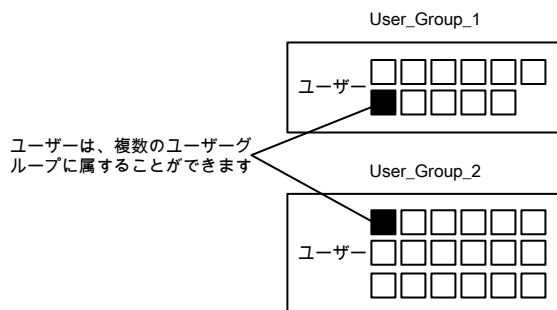 User_Group_1
ユーザー
ユーザーは、複数のユーザーグ
ループに属することができます
User_Group_2
ユーザー